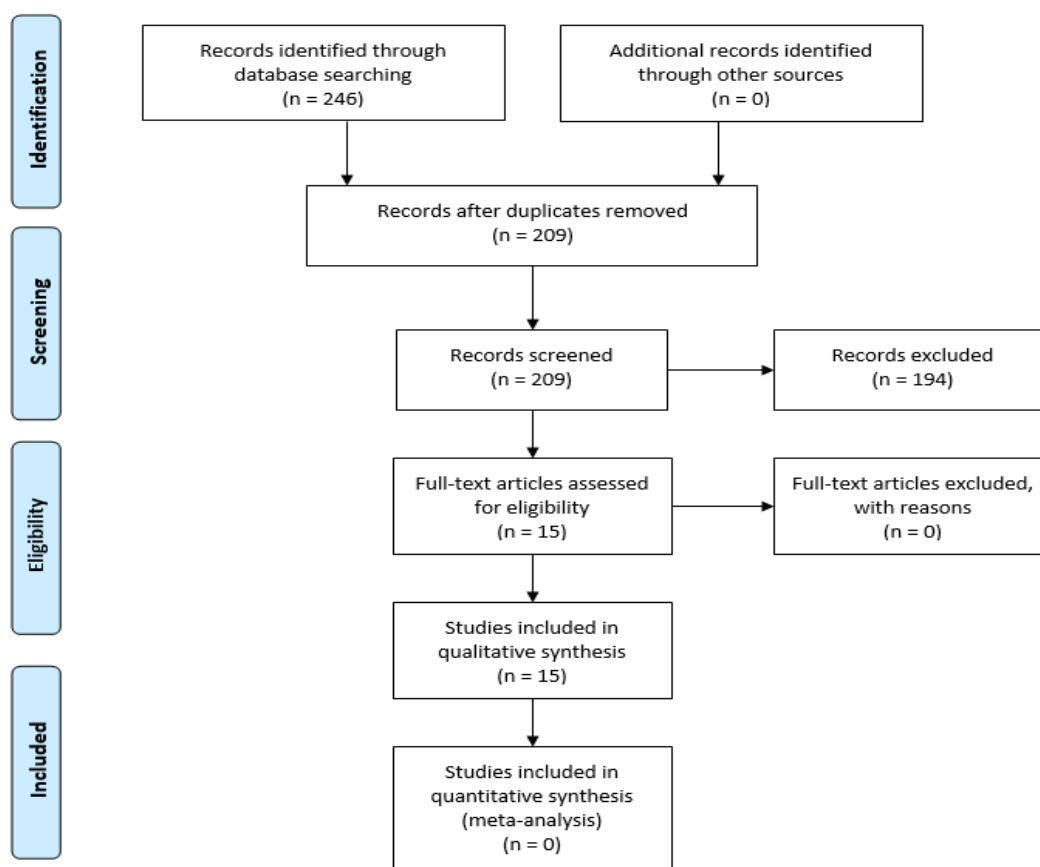 Identification
Records identified through
database searching
(n = 246)
Additional records identified
through other sources
(n = 0)
Records after duplicates removed
(n = 209)
Screening
Records screened
(n = 209)
Records excluded
(n = 194)
Eligibility
Full-text articles assessed
for eligibility
(n = 15)
Full-text articles excluded,
with reasons
(n = 0)
Studies included in
qualitative synthesis
(n = 15)
Included
Studies included in
quantitative synthesis
(meta-analysis)
(n = 0)